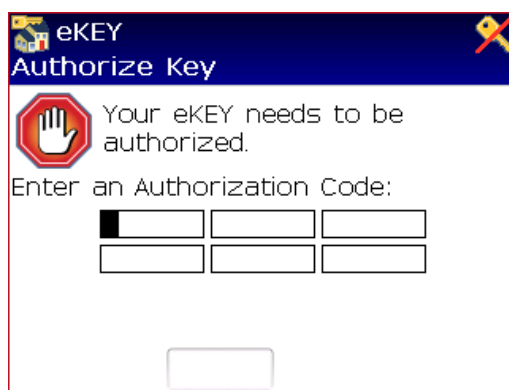 eKEY
Authorize Key
Your eKEY needs to be
authorized.
Enter an Authorization Code: